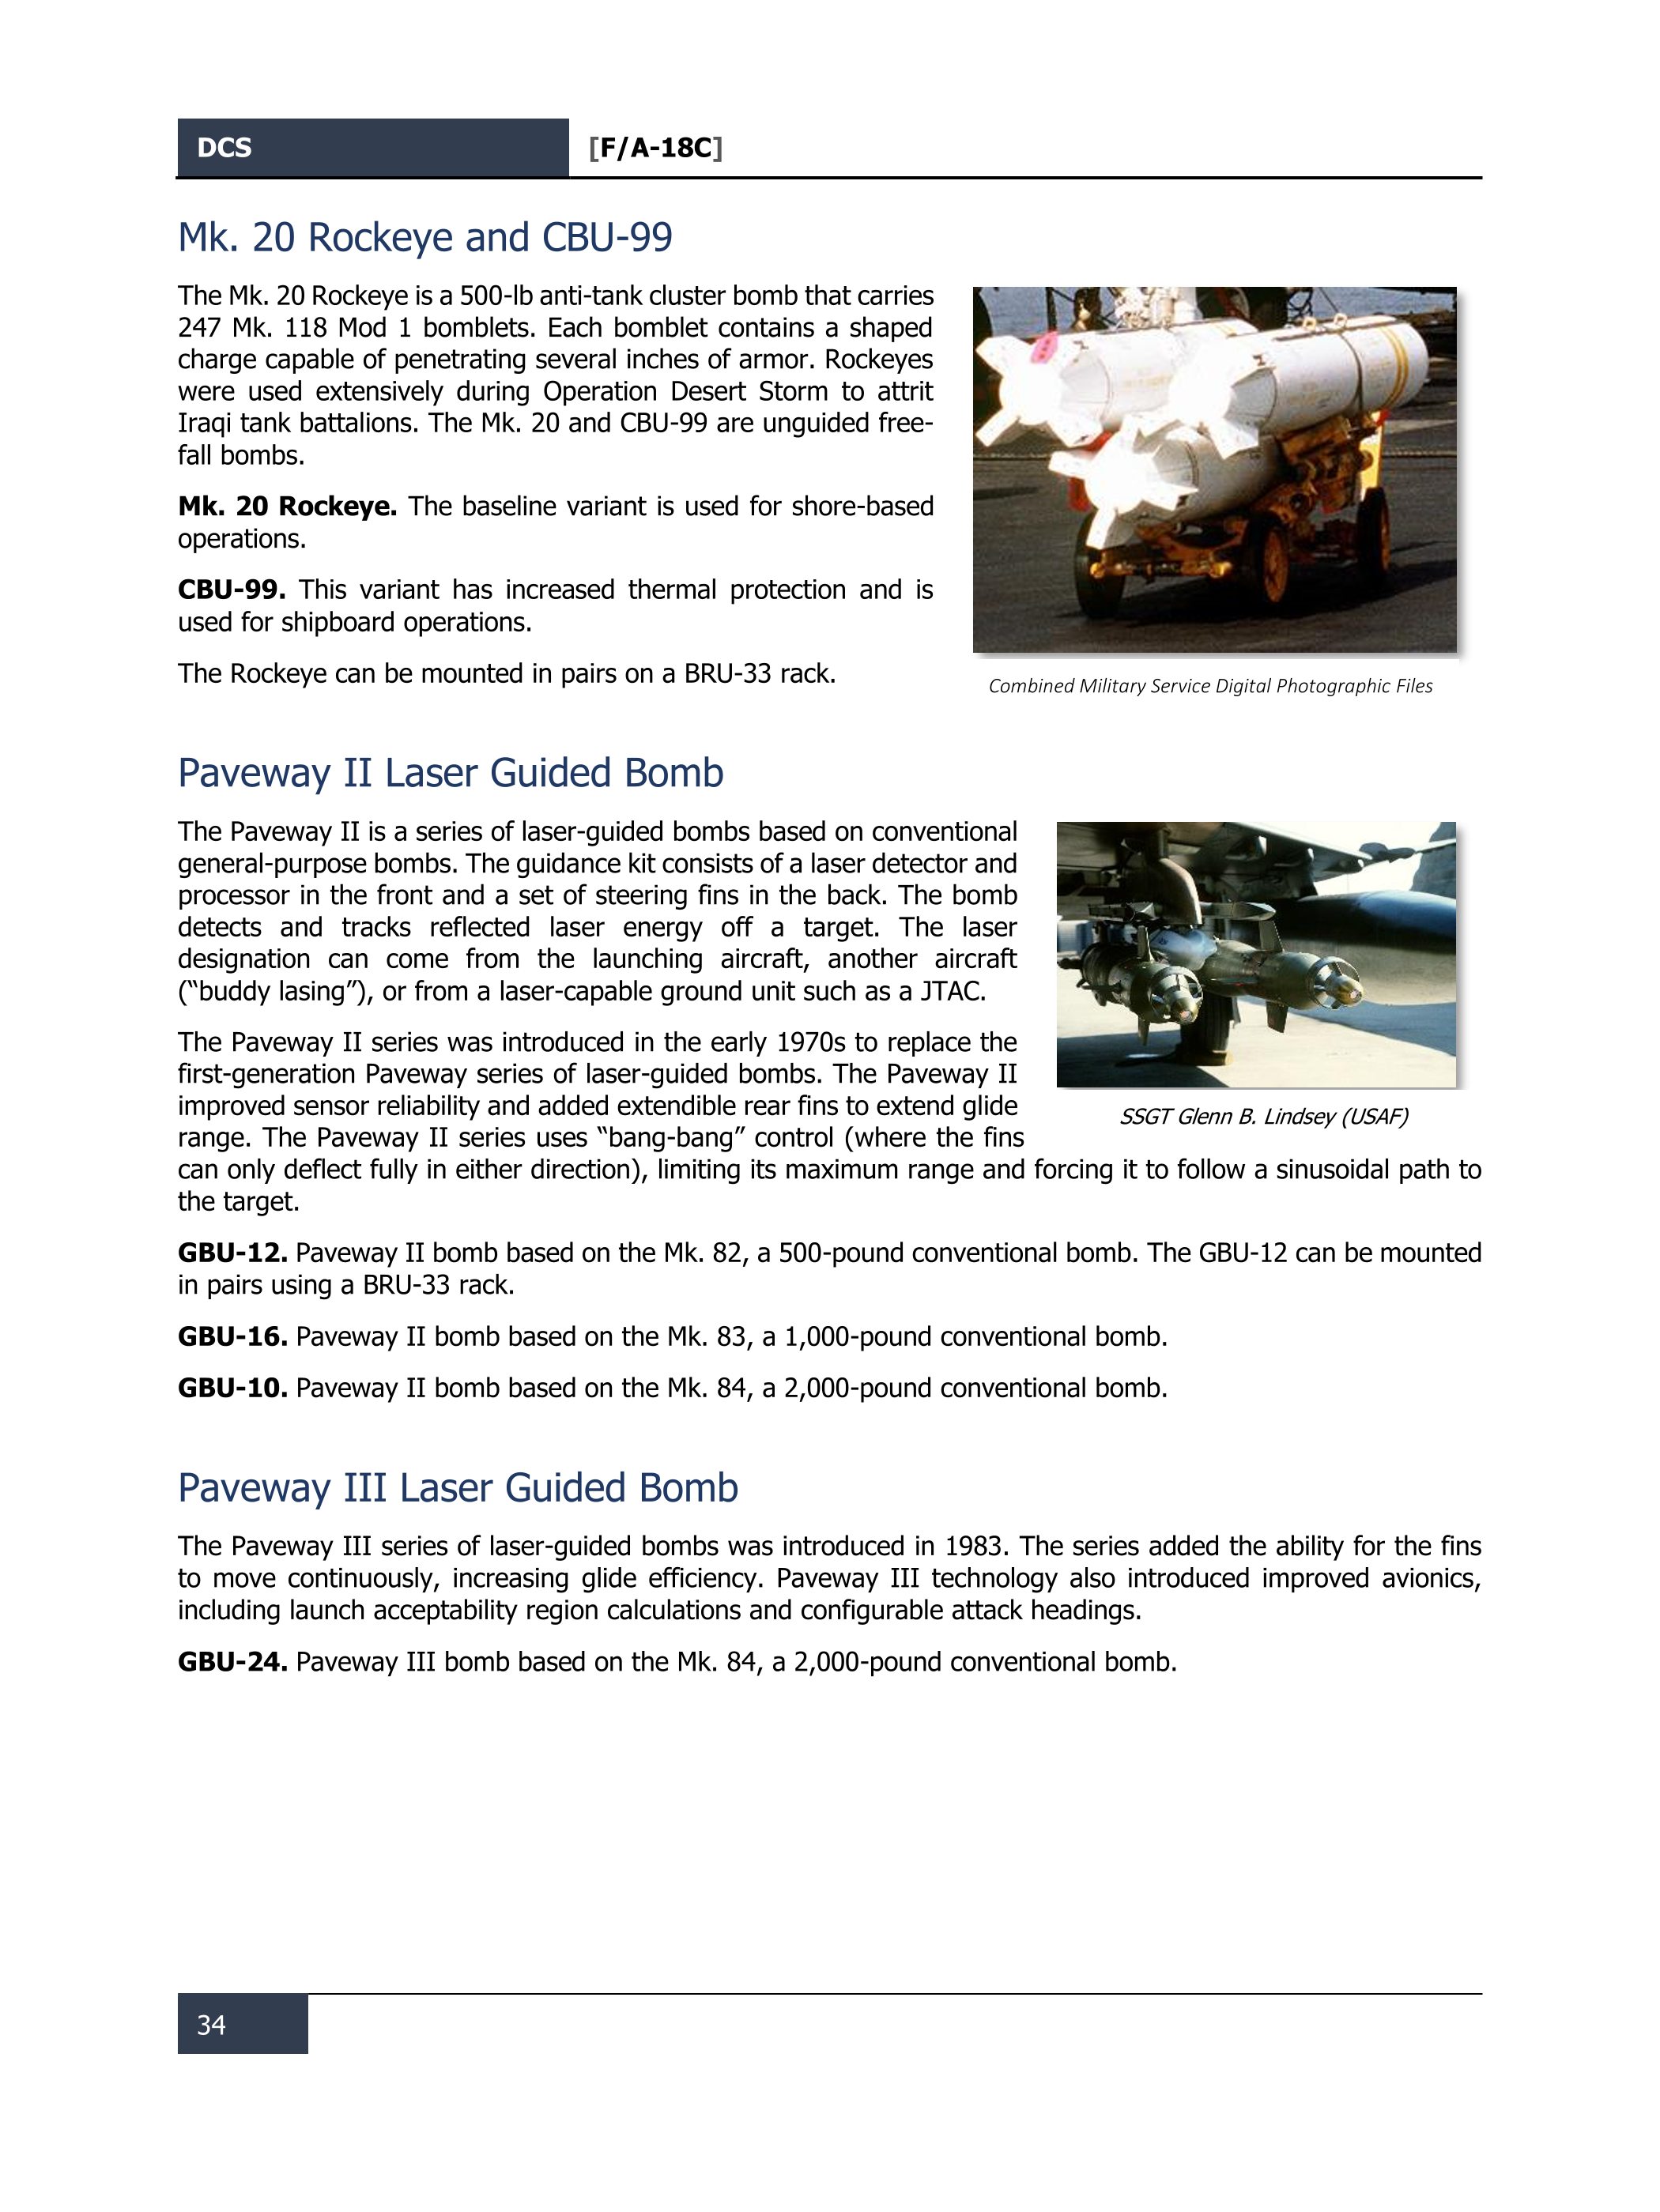 DCS [F/A-18C]
Mk. 20 Rockeye and CBU-99
The Mk. 20 Rockeye is a 500-lb anti-tank cluster bomb that carries
247 Mk. 118 Mod 1 bomblets. Each bomblet contains a shaped
charge capable of penetrating several inches of armor. Rockeyes
were used extensively during Operation Desert Storm to attrit
Iraqi tank battalions. The Mk. 20 and CBU-99 are unguided free-
fall bombs.
Mk. 20 Rockeye. The baseline variant is used for shore-based
operations.
CBU-99. This variant has increased thermal protection and is
used for shipboard operations.
The Rockeye can be mounted in pairs on a BRU-33 rack.
Combined Military Service Digital Photographic Files
Paveway II Laser Guided Bomb
The Paveway II is a series of laser-guided bombs based on conventional
general-purpose bombs. The guidance kit consists of a laser detector and
processor in the front and a set of steering fins in the back. The bomb
detects and tracks reflected laser energy off a target. The laser
designation can come from the launching aircraft, another aircraft
(“buddy lasing”), or from a laser-capable ground unit such as a JTAC.
The Paveway II series was introduced in the early 1970s to replace the
first-generation Paveway series of laser-guided bombs. The Paveway II
improved sensor reliability and added extendible rear fins to extend glide
range. The Paveway II series uses “bang-bang” control (where the fins
can only deflect fully in either direction), limiting its maximum range and forcing it to follow a sinusoidal path to
the target.
SSGT Glenn B. Lindsey (USAF)
GBU-12. Paveway II bomb based on the Mk. 82, a 500-pound conventional bomb. The GBU-12 can be mounted
in pairs using a BRU-33 rack.
GBU-16. Paveway II bomb based on the Mk. 83, a 1,000-pound conventional bomb.
GBU-10. Paveway II bomb based on the Mk. 84, a 2,000-pound conventional bomb.
Paveway III Laser Guided Bomb
The Paveway III series of laser-guided bombs was introduced in 1983. The series added the ability for the fins
to move continuously, increasing glide efficiency. Paveway III technology also introduced improved avionics,
including launch acceptability region calculations and configurable attack headings.
GBU-24. Paveway III bomb based on the Mk. 84, a 2,000-pound conventional bomb.
34